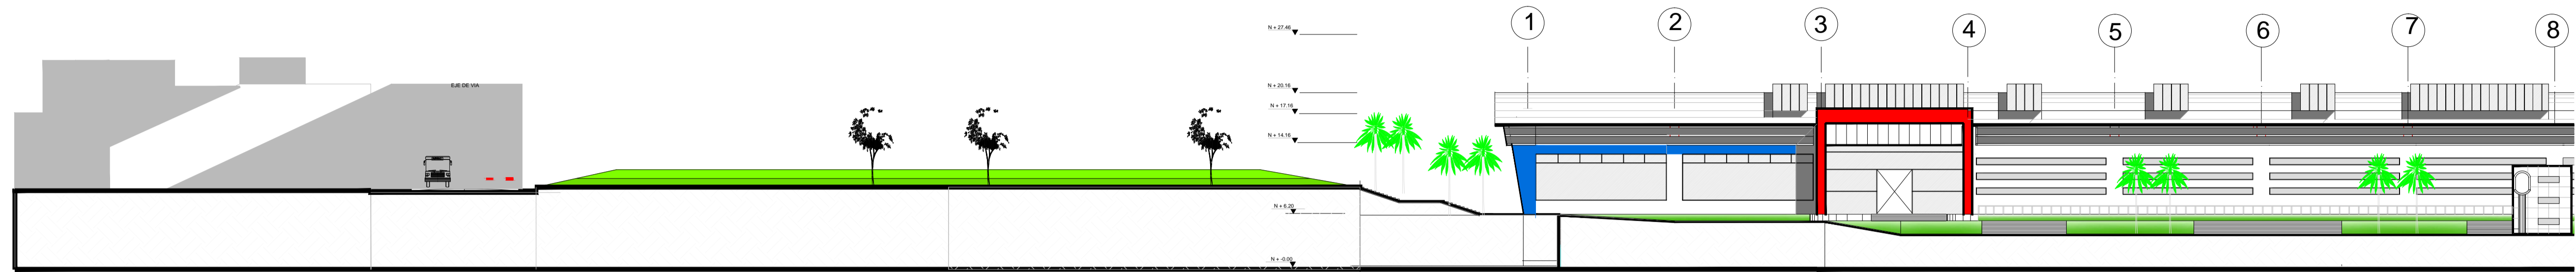 1 2 3 4 5 6 7 8
N + 27.46
EJE DE VIA
N + 20.16
N + 17.16
N + 14.16
N + 6.20
N + -0.00